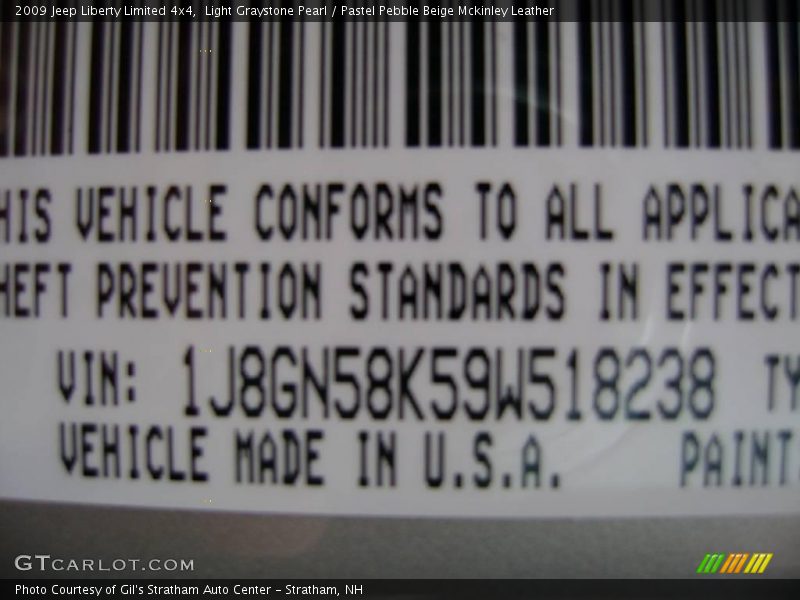 2009 Jeep Liberty Limited 4x4, Light Graystone Pearl / Pastel Pebble Beige Mckinley Leather
HIS VEHICLE CONFORMS TO ALL APPLICA
HEFT PREVENTION STANDARDS IN EFFECT
VIN: 1J8GN58K59W518238 TY
VEHICLE MADE IN U.S.A. PAINT
GTCARLOT.COM
Photo Courtesy of Gil's Stratham Auto Center - Stratham, NH